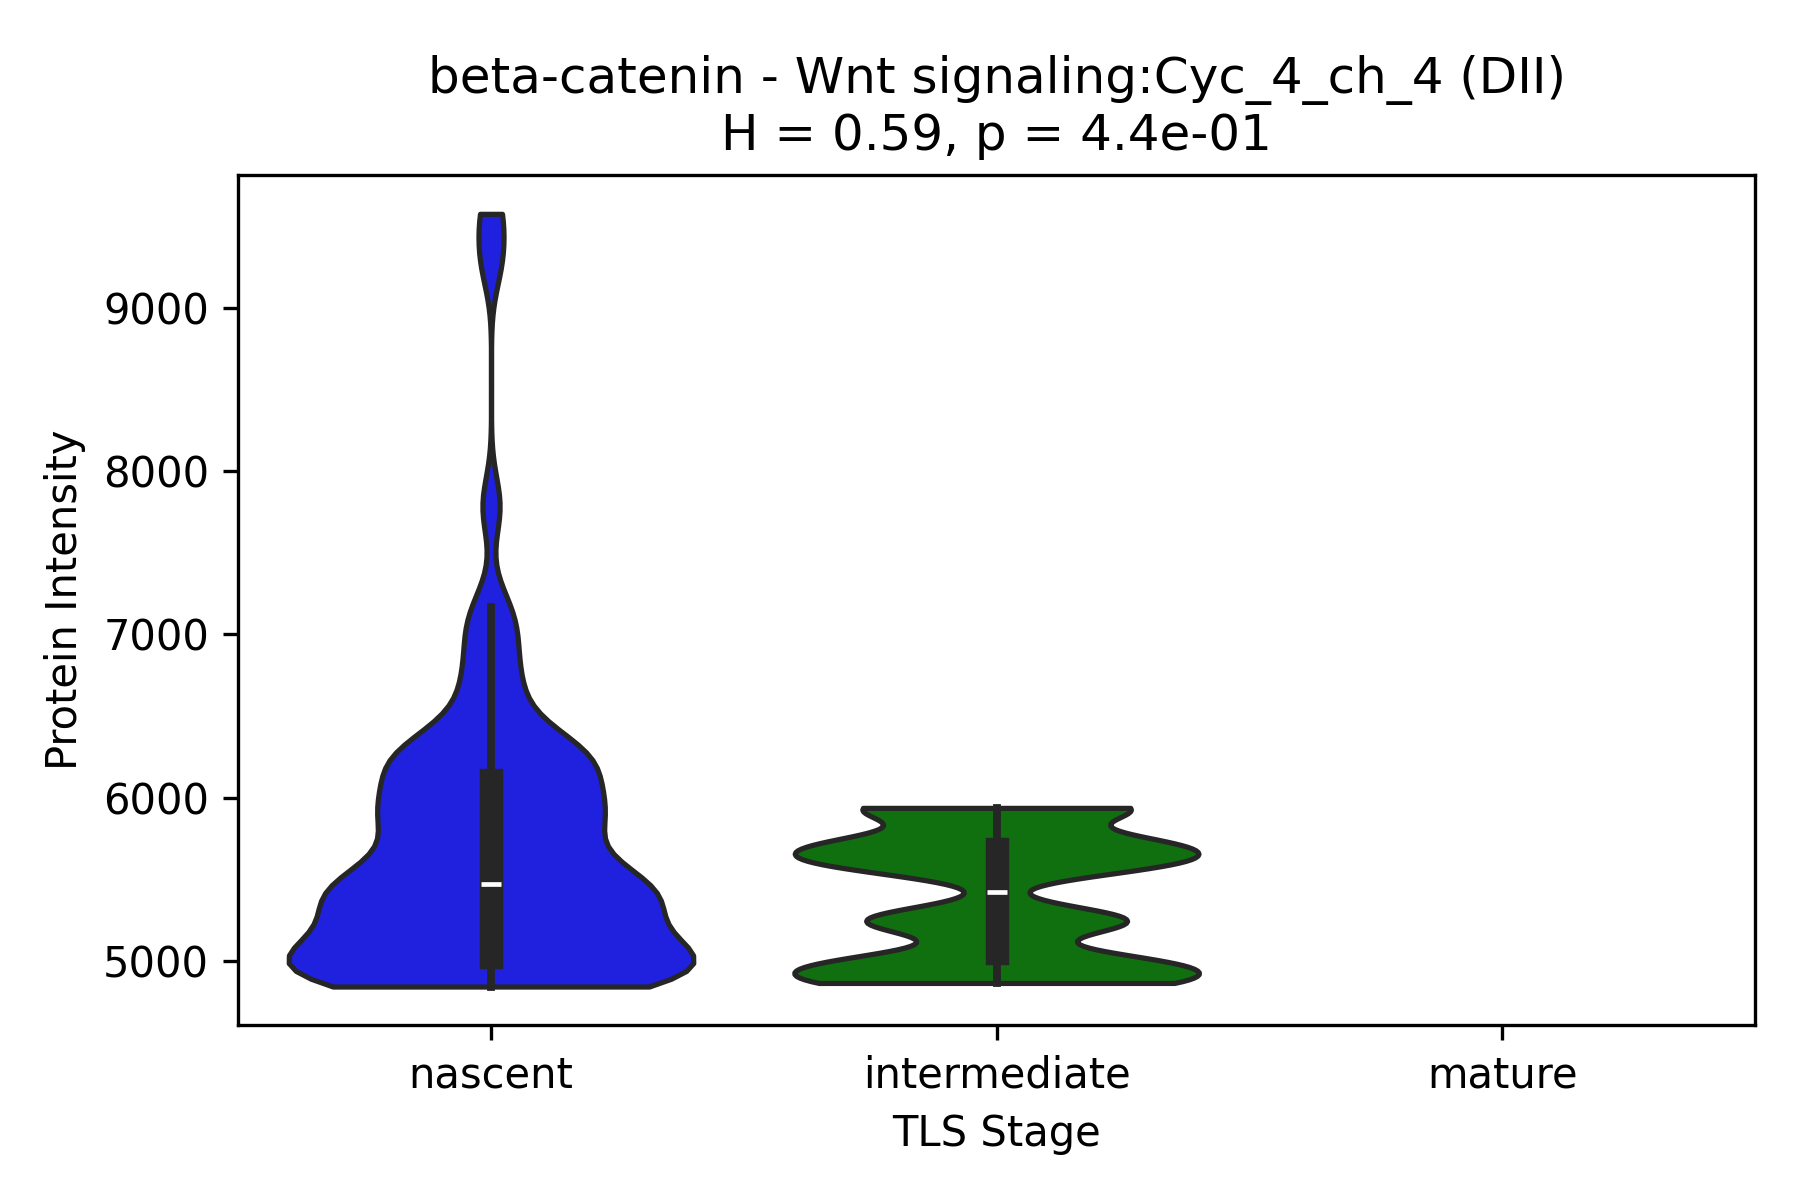 beta-catenin - Wnt signaling:Cyc_4_ch_4 (DII)
H = 0.59, p = 4.4e-01
Protein Intensity
9000
8000
7000
6000
5000
nascent
intermediate
mature
TLS Stage